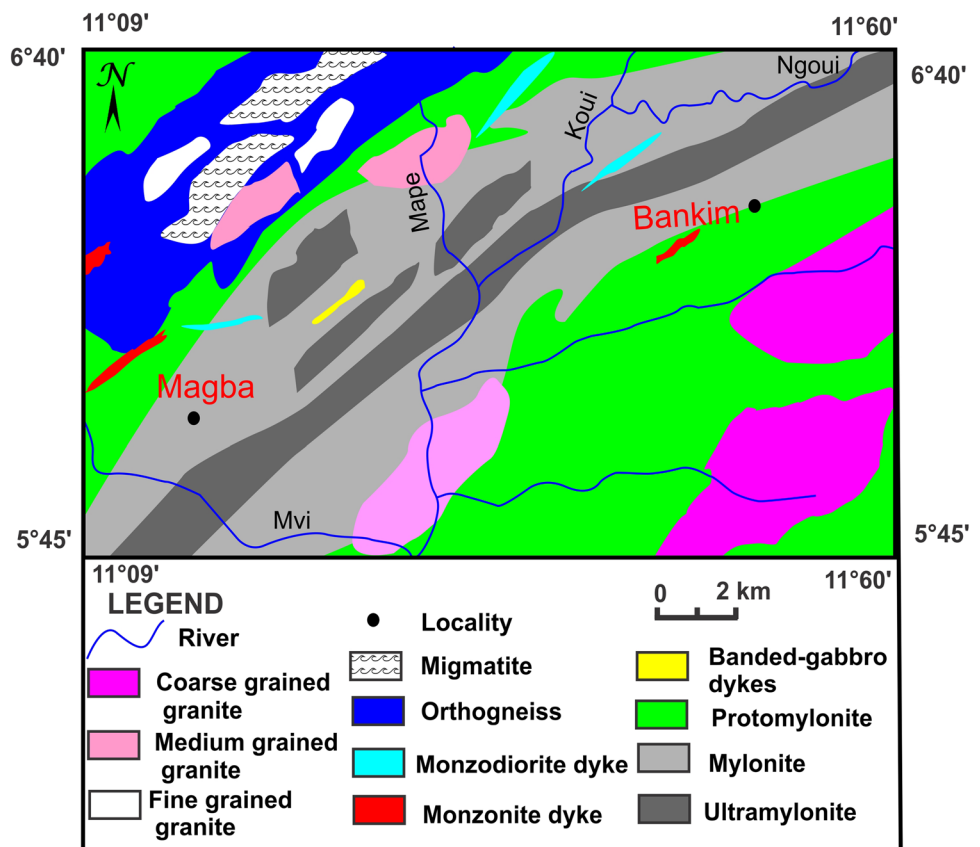 11°09' 11°60'
6°40' 6°40'
N
Ngoui
Koui
Mape
Bankim
Magba
Mvi
5°45' 5°45'
11°09' 11°60'
LEGEND
River
Coarse grained
granite
Medium grained
granite
Fine grained
granite
Locality
Migmatite
Orthogneiss
Monzodiorite dyke
Monzonite dyke
0 2 km
Banded-gabbro
dykes
Protomylonite
Mylonite
Ultramylonite